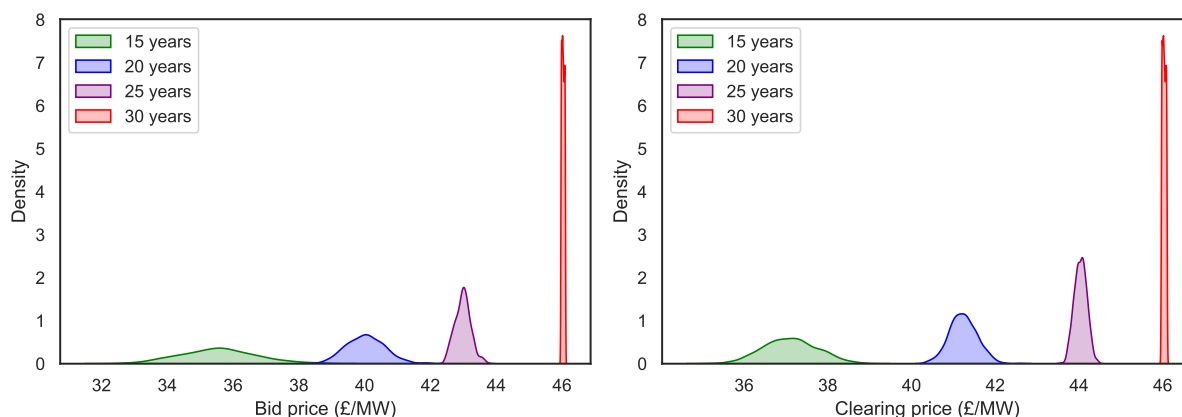 8
7
6
5
4
3
2
1
0
Density
15 years
20 years
25 years
30 years
32 34 36 38 40 42 44 46
Bid price (£/MW)
8
7
6
5
4
3
2
1
0
Density
15 years
20 years
25 years
30 years
36 38 40 42 44 46
Clearing price (£/MW)